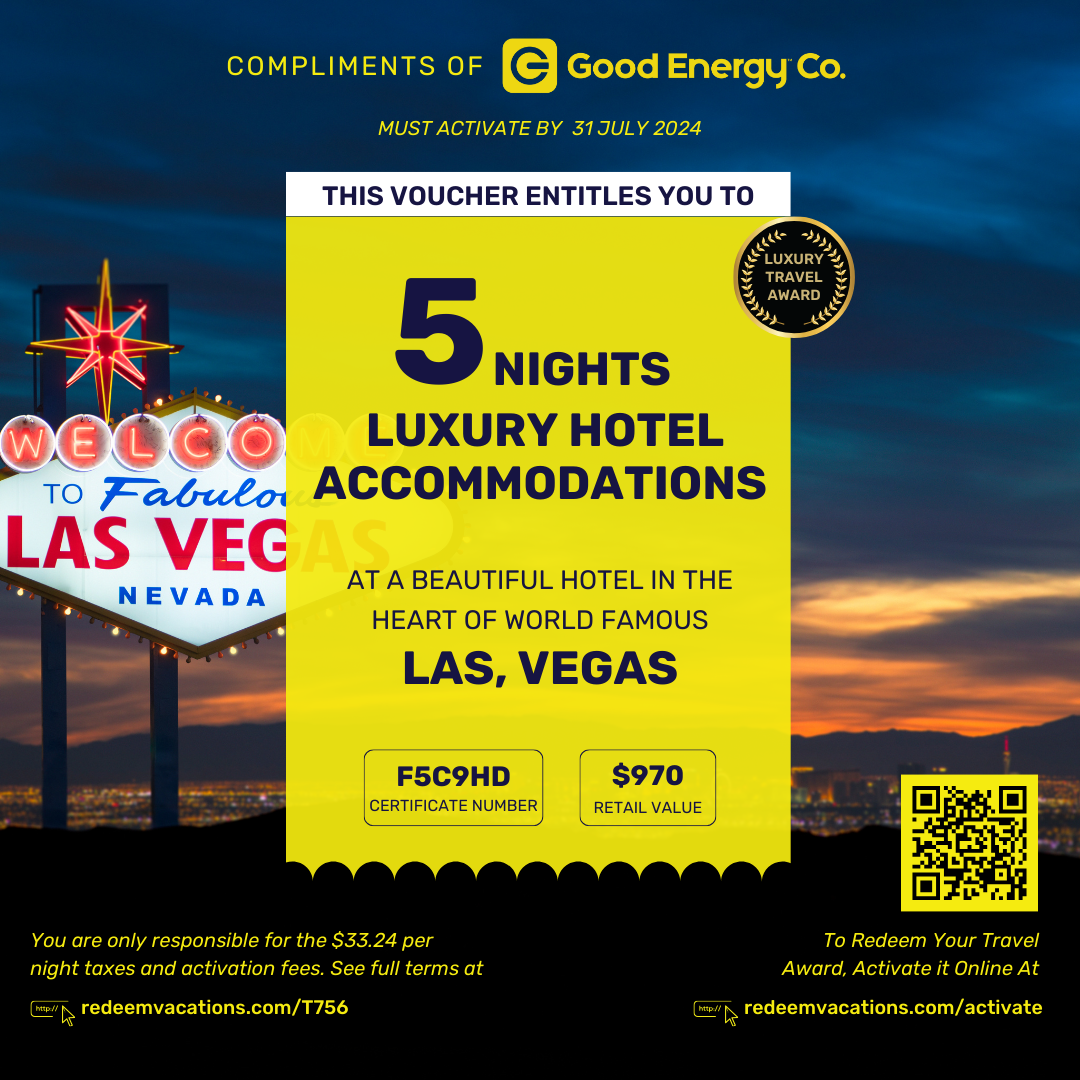 COMPLIMENTS OF Good Energy Co.
MUST ACTIVATE BY 31 JULY 2024
THIS VOUCHER ENTITLES YOU TO
LUXURY
TRAVEL
AWARD
5 NIGHTS
LUXURY HOTEL
ACCOMMODATIONS
WELCOME
TO Fabulous
LAS VEGAS
NEVADA
AT A BEAUTIFUL HOTEL IN THE
HEART OF WORLD FAMOUS
LAS, VEGAS
F5C9HD
CERTIFICATE NUMBER
$970
RETAIL VALUE
You are only responsible for the $33.24 per
night taxes and activation fees. See full terms at
http:// redeemvacations.com/T756
To Redeem Your Travel
Award, Activate it Online At
http:// redeemvacations.com/activate